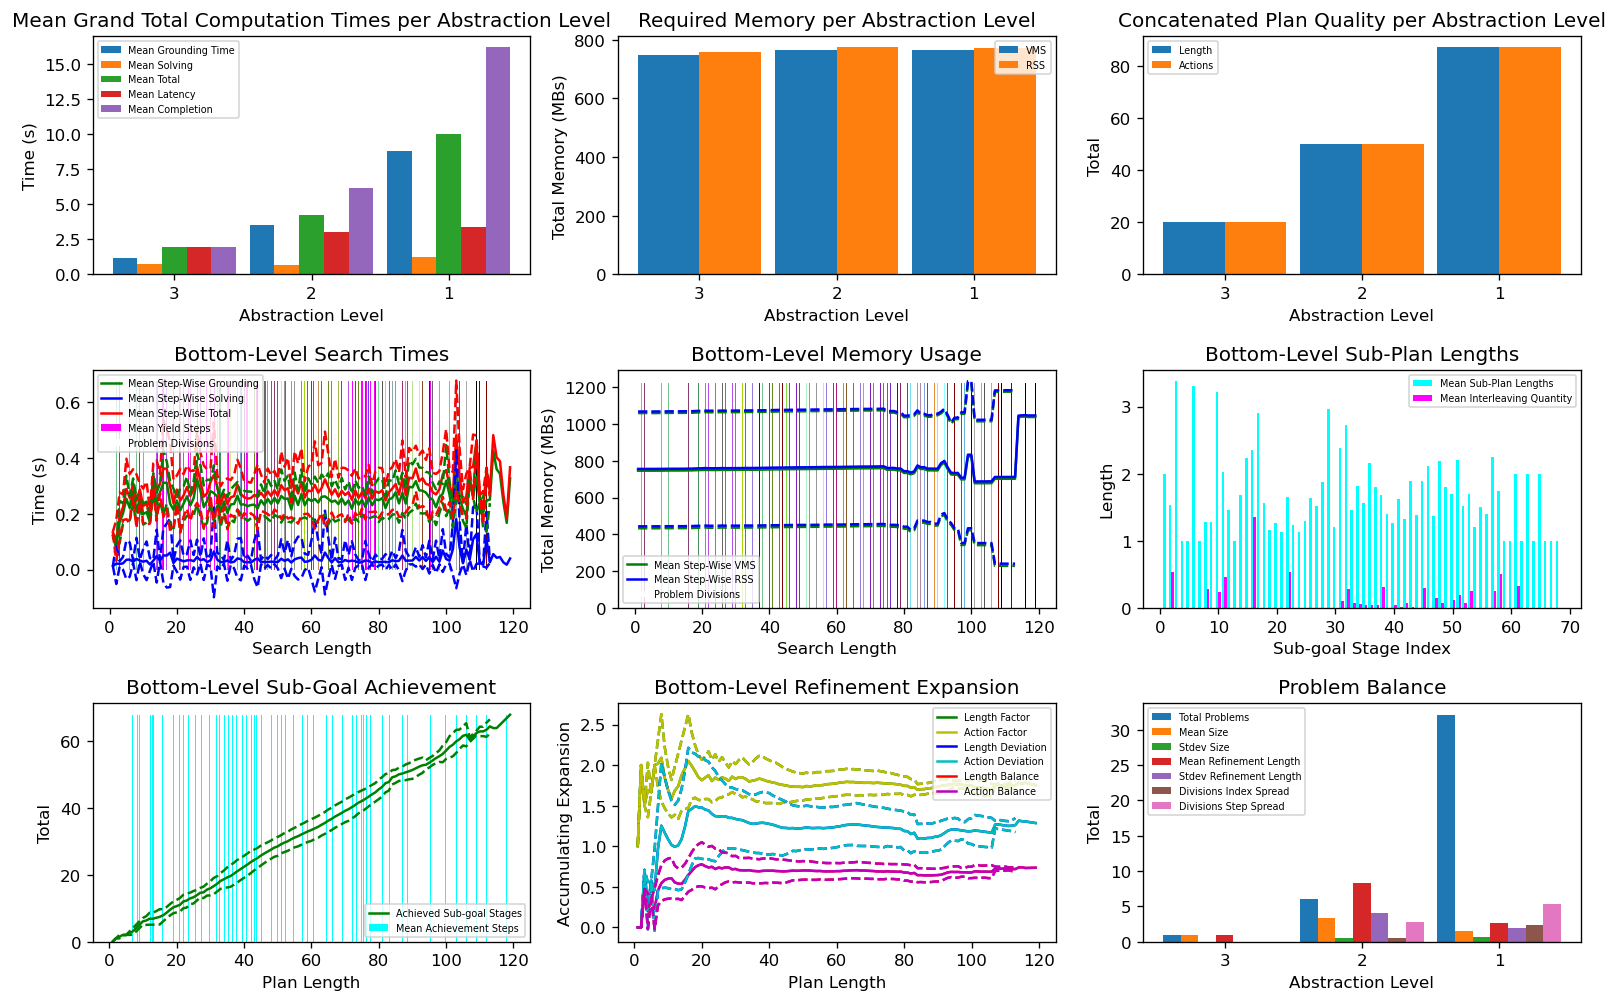 Mean Grand Total Computation Times per Abstraction Level
Time (s)
15.0
12.5
10.0
7.5
5.0
2.5
0.0
Mean Grounding Time
Mean Solving
Mean Total
Mean Latency
Mean Completion
3 2 1
Abstraction Level
Required Memory per Abstraction Level
Total Memory (MBs)
800
600
400
200
0
VMS
RSS
3 2 1
Abstraction Level
Concatenated Plan Quality per Abstraction Level
Total
80
60
40
20
0
Length
Actions
3 2 1
Abstraction Level
Bottom-Level Search Times
Time (s)
0.6
0.4
0.2
0.0
Mean Step-Wise Grounding
Mean Step-Wise Solving
Mean Step-Wise Total
Mean Yield Steps
Problem Divisions
0 20 40 60 80 100 120
Search Length
Bottom-Level Memory Usage
Total Memory (MBs)
1200
1000
800
600
400
200
0
Mean Step-Wise VMS
Mean Step-Wise RSS
Problem Divisions
0 20 40 60 80 100 120
Search Length
Bottom-Level Sub-Plan Lengths
Length
3
2
1
0
Mean Sub-Plan Lengths
Mean Interleaving Quantity
0 10 20 30 40 50 60 70
Sub-goal Stage Index
Bottom-Level Sub-Goal Achievement
Total
60
40
20
0
Achieved Sub-goal Stages
Mean Achievement Steps
0 20 40 60 80 100 120
Plan Length
Bottom-Level Refinement Expansion
Accumulating Expansion
2.5
2.0
1.5
1.0
0.5
0.0
Length Factor
Action Factor
Length Deviation
Action Deviation
Length Balance
Action Balance
0 20 40 60 80 100 120
Plan Length
Problem Balance
Total
30
25
20
15
10
5
0
Total Problems
Mean Size
Stdev Size
Mean Refinement Length
Stdev Refinement Length
Divisions Index Spread
Divisions Step Spread
3 2 1
Abstraction Level